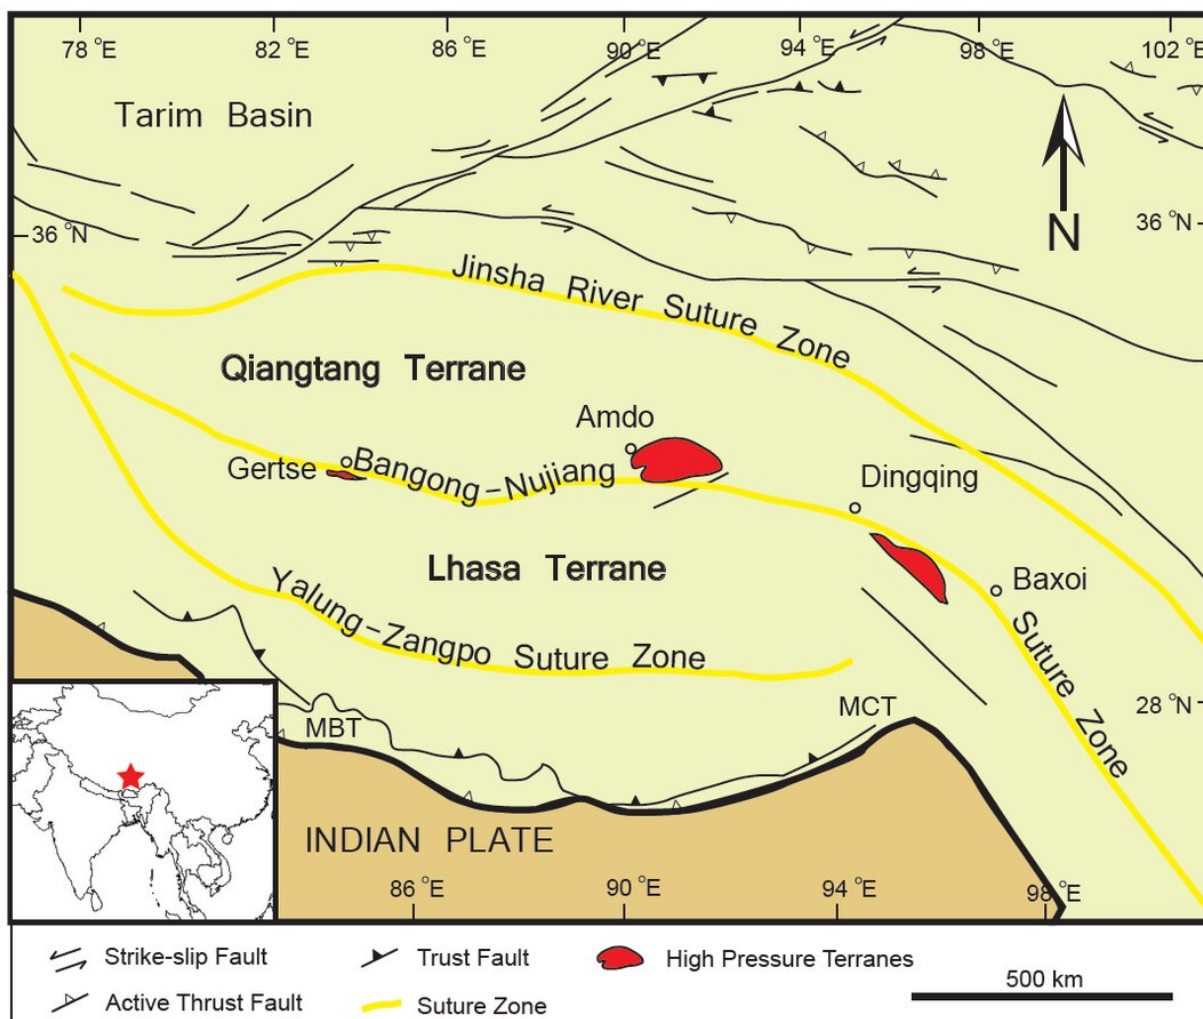 78 °E
82 °E
86 °E
90 °E
94 °E
98 °E
102 °E
Tarim Basin
36 °N
36 °N
N
Jinsha River Suture Zone
Qiangtang Terrane
Amdo
Gertse
Bangong-Nujiang
Dingqing
Lhasa Terrane
Baxoi
Yalung-Zangpo Suture Zone
Suture Zone
MBT
MCT
28 °N
INDIAN PLATE
86 °E
90 °E
94 °E
98 °E
Strike-slip Fault
Trust Fault
High Pressure Terranes
500 km
Active Thrust Fault
Suture Zone